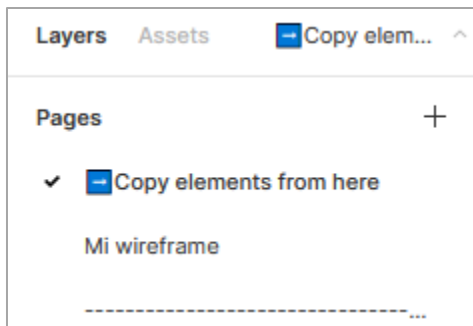 Layers Assets ➡Copy elem...
Pages
➡Copy elements from here
Mi wireframe
---------------------------------...